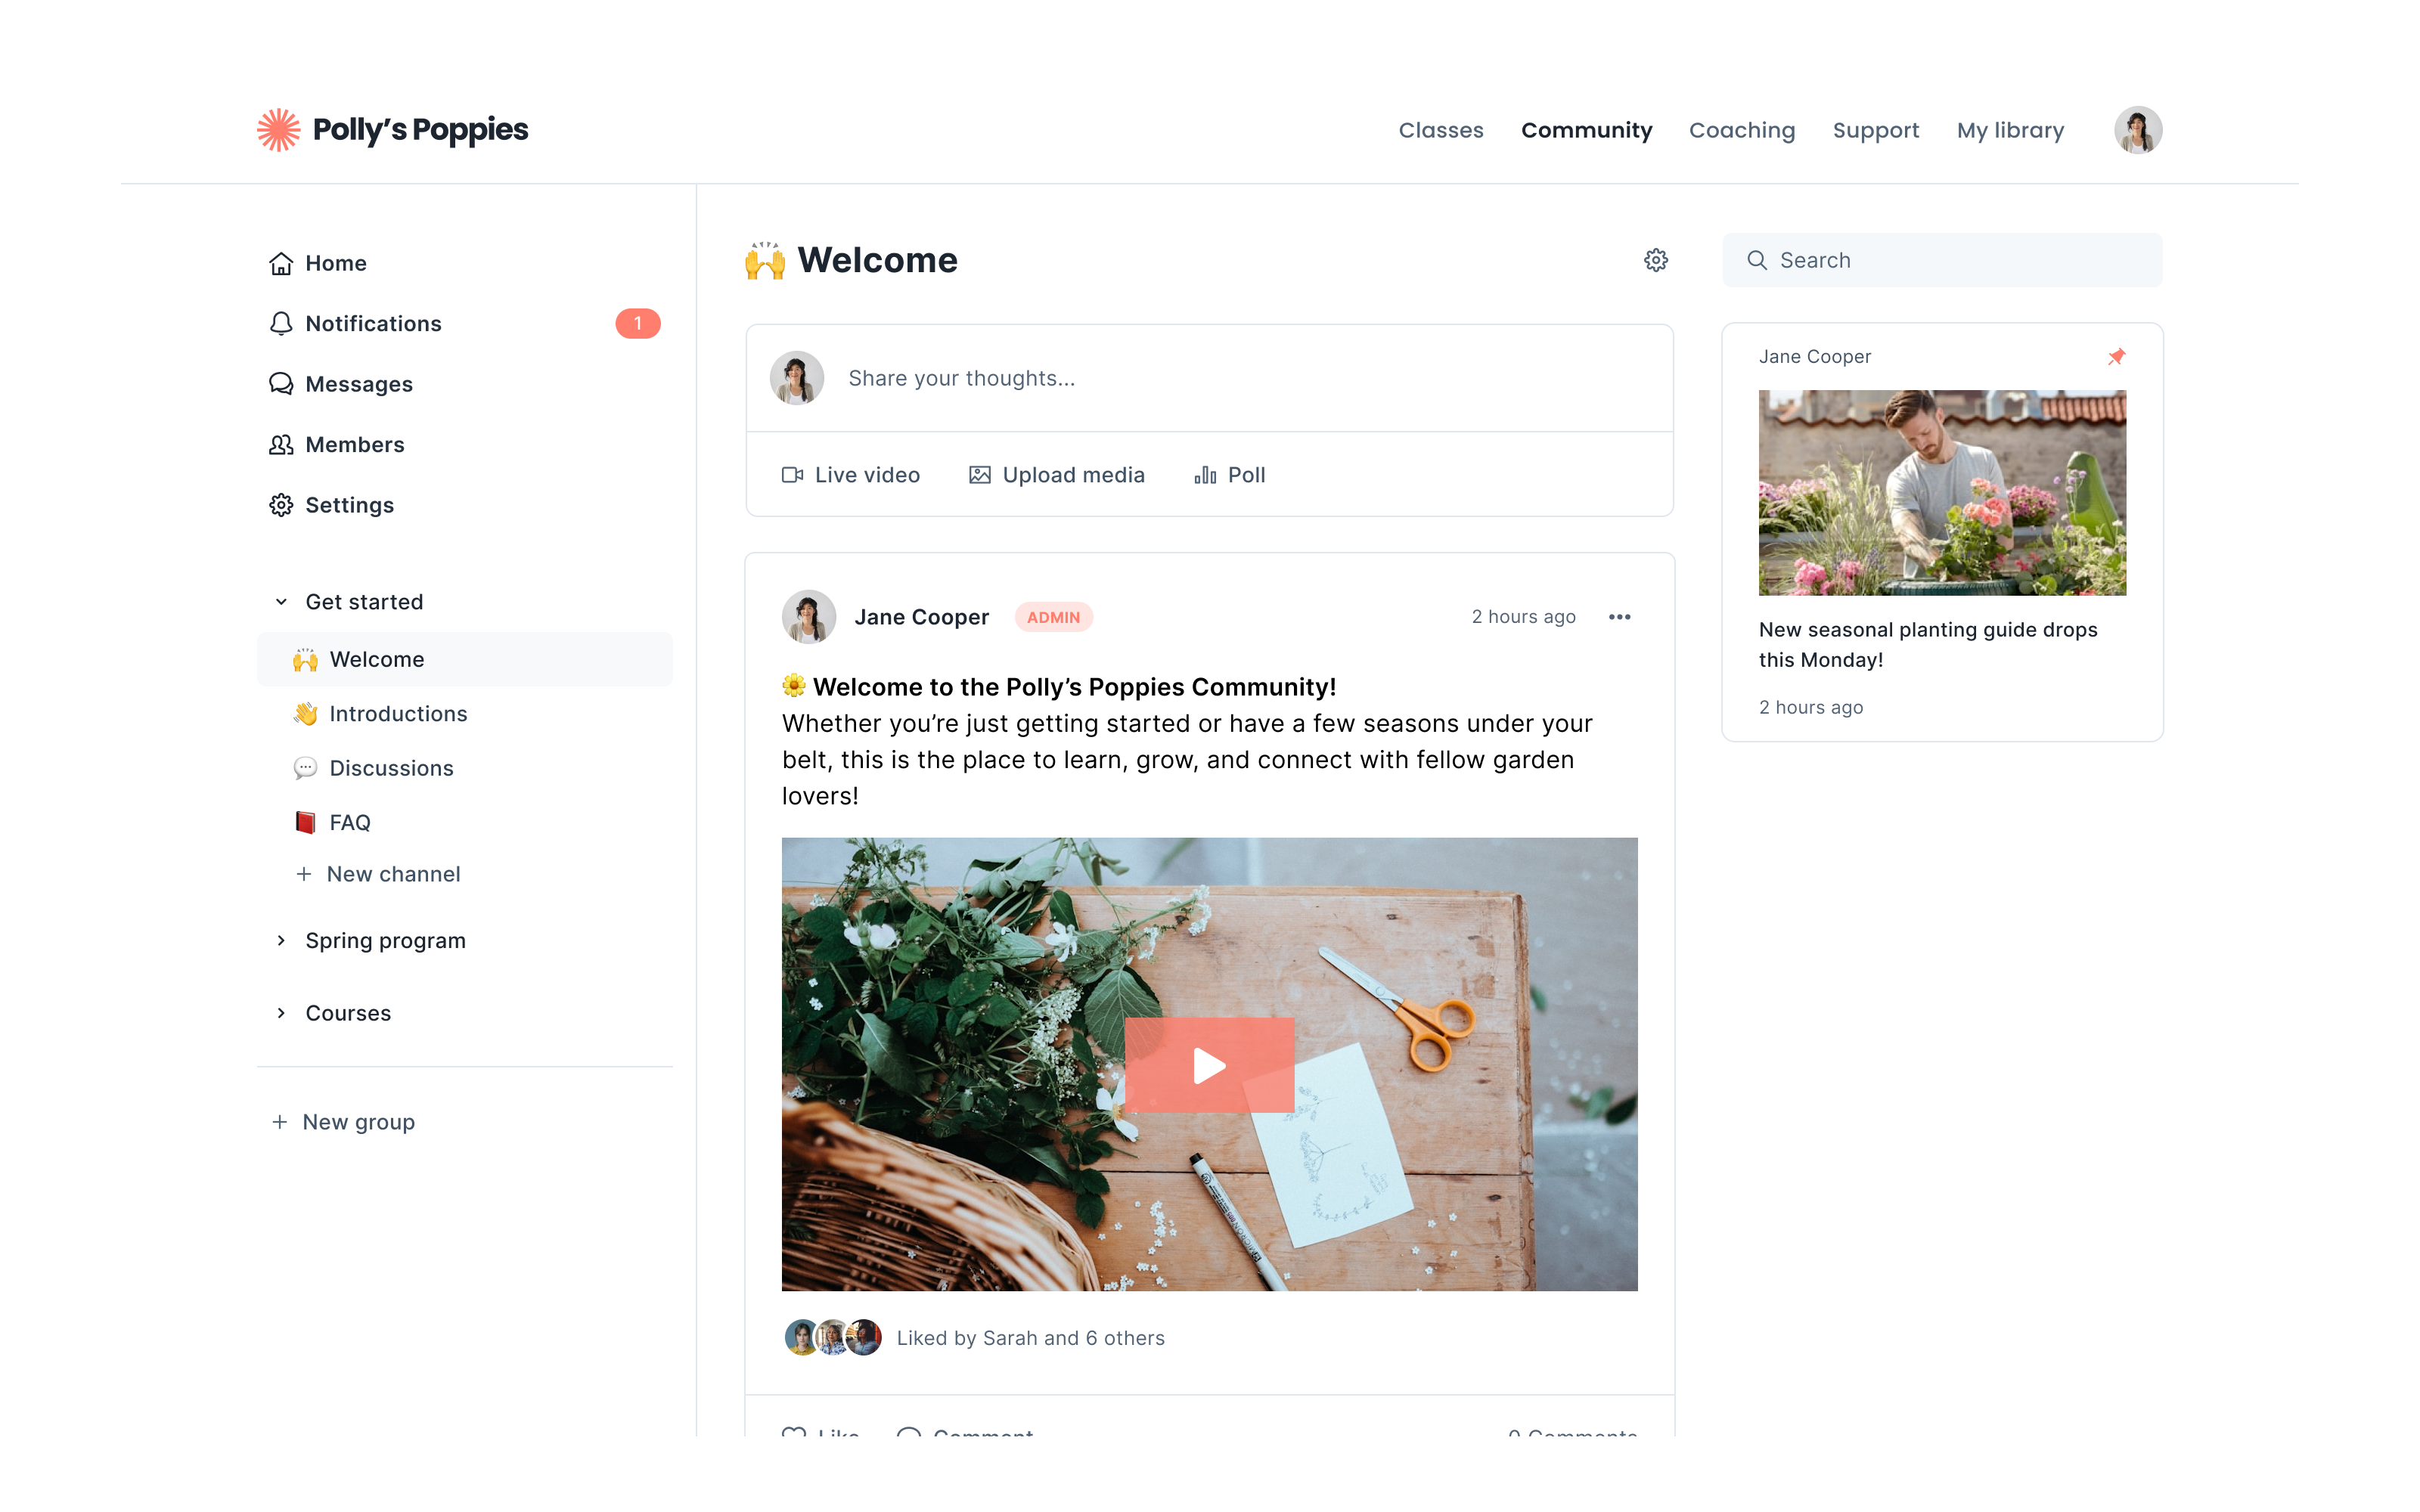 Polly’s Poppies
Classes
Community
Coaching
Support
My library
Home
Notifications
1
Messages
Members
Settings
Get started
Welcome
Introductions
Discussions
FAQ
New channel
Spring program
Courses
New group
Welcome
Share your thoughts...
Live video
Upload media
Poll
Jane Cooper
ADMIN
2 hours ago
Welcome to the Polly’s Poppies Community!
Whether you’re just getting started or have a few seasons under your
belt, this is the place to learn, grow, and connect with fellow garden
lovers!
Liked by Sarah and 6 others
Like
Comment
0 Comments
Search
Jane Cooper
New seasonal planting guide drops
this Monday!
2 hours ago